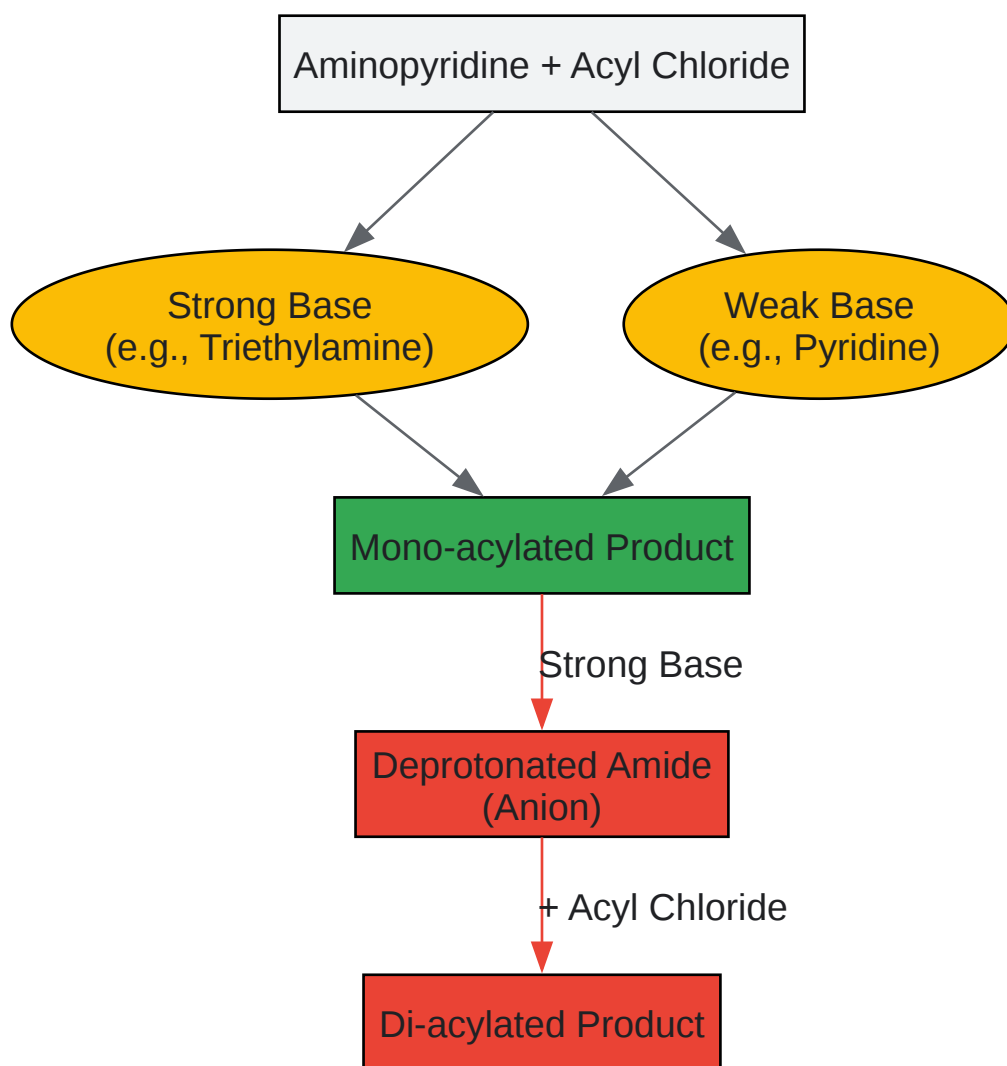 Aminopyridine + Acyl Chloride
Strong Base
(e.g., Triethylamine)
Weak Base
(e.g., Pyridine)
Mono-acylated Product
Strong Base
Deprotonated Amide
(Anion)
+ Acyl Chloride
Di-acylated Product